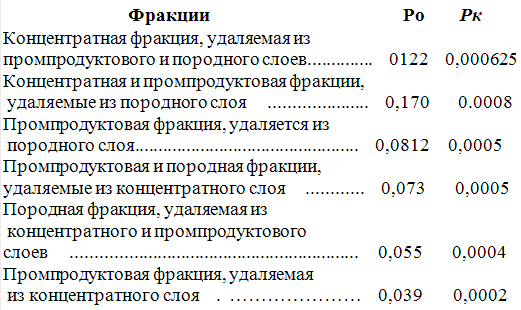 Фракции Po Pк
Концентратная фракция, удаляемая из
промпродуктового и породного слоев............. 0122 0,000625
Концентратная и промпродуктовая фракции,
удаляемые из породного слоя ..................... 0,170 0.0008
Промпродуктовая фракция, удаляется из
породного слоя.............................................. 0,0812 0,0005
Промпродуктовая и породная фракции,
удаляемые из концентратного слоя ............ 0,073 0,0005
Породная фракция, удаляемая из
концентратного и промпродуктового
слоев ............................................................ 0,055 0,0004
Промпродуктовая фракция, удаляемая
из концентратного слоя . ………………… 0,039 0,0002